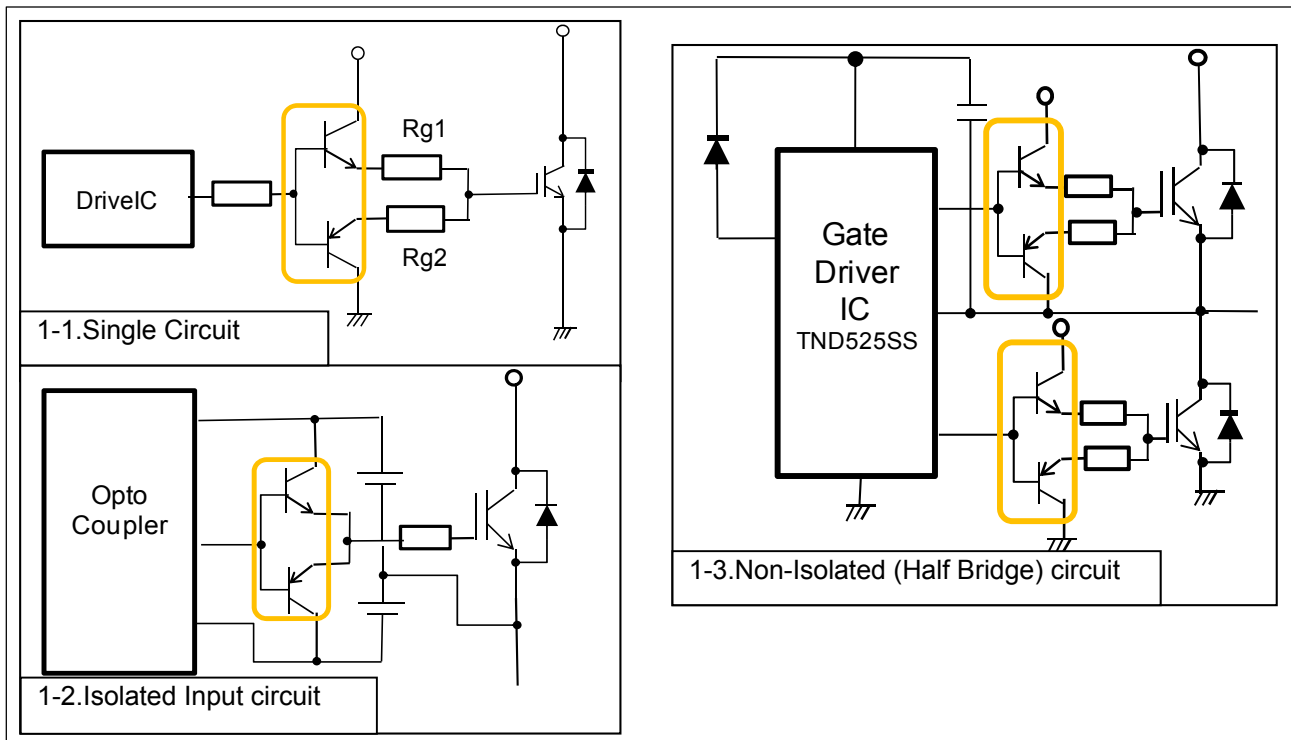 DriveIC
Rg1
Rg2
1-1.Single Circuit
Opto
Coupler
1-2.Isolated Input circuit
Gate
Driver
IC
TND525SS
1-3.Non-Isolated (Half Bridge) circuit